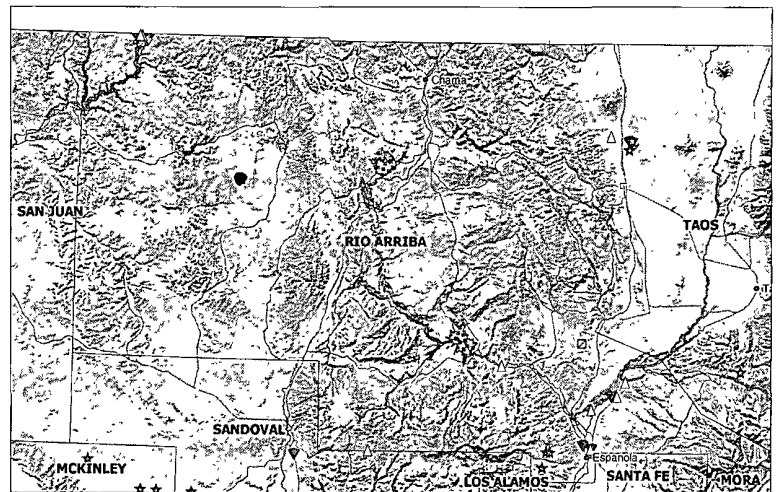 Chama
SAN JUAN
RIO ARRIBA
TAOS
T
SANDOVAL
Española
MCKINLEY
LOS ALAMOS
SANTA FE
MORA